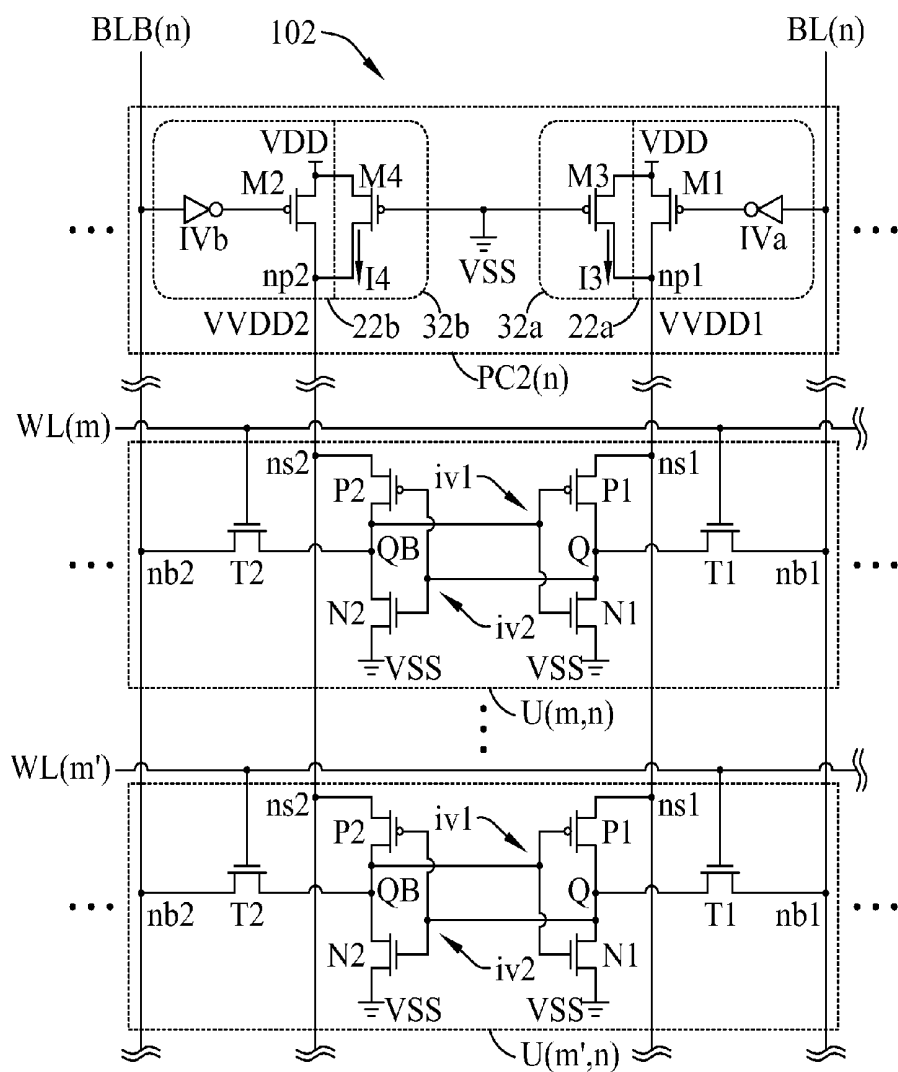 BLB(n) 102 BL(n)
VDD VDD
M2 M4 M3 M1
IVb VSS IVa
np2 I4 I3 np1
VVDD2 22b 32b 32a 22a VVDD1
PC2(n)
WL(m)
ns2 iv1 ns1
P2 P1
QB Q
nb2 T2 T1 nb1
N2 iv2 N1
VSS VSS
U(m,n)
WL(m')
ns2 iv1 ns1
P2 P1
QB Q
nb2 T2 T1 nb1
N2 iv2 N1
VSS VSS
U(m',n)